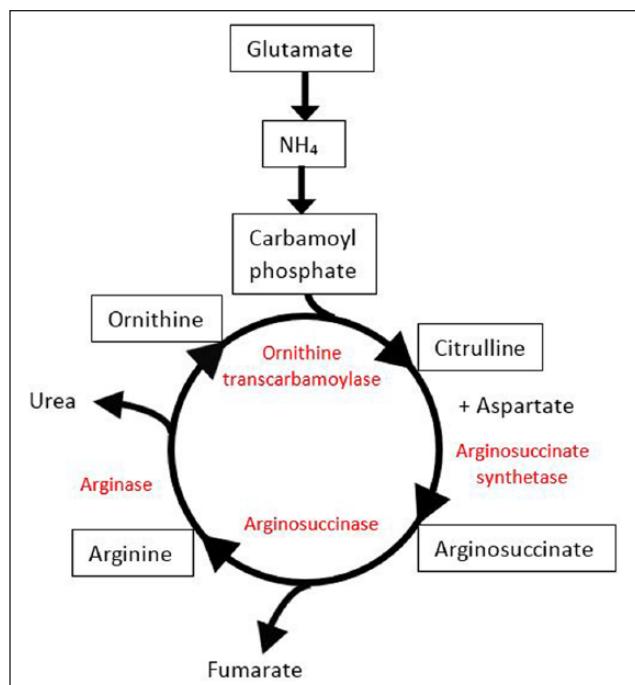 Glutamate
NH₄
Carbamoyl
phosphate
Ornithine
Ornithine
transcarbamoylase
Citrulline
+ Aspartate
Urea
Arginosuccinate
synthetase
Arginase
Arginosuccinase
Arginine
Arginosuccinate
Fumarate